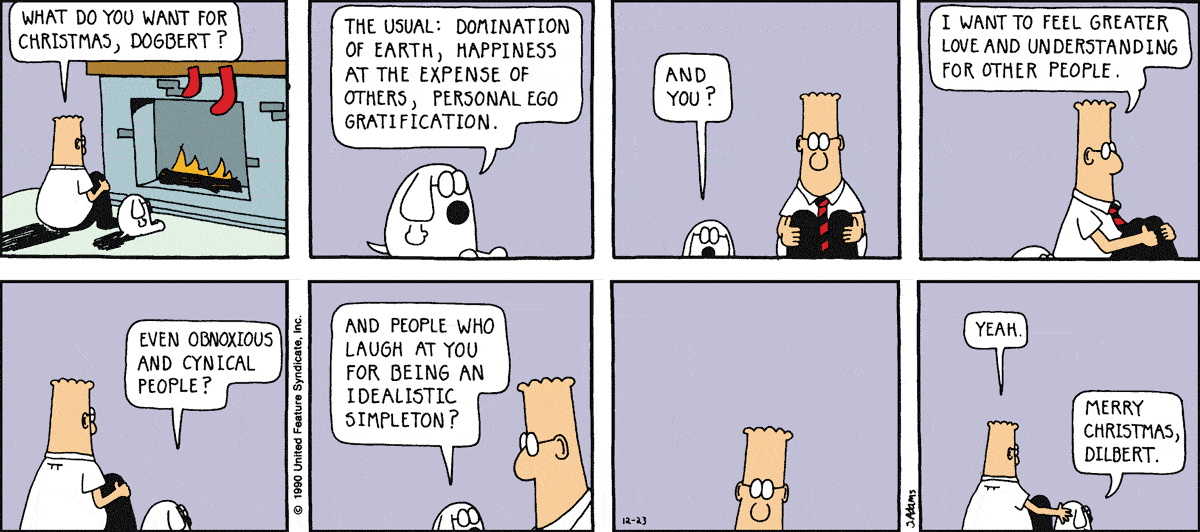 WHAT DO YOU WANT FOR
CHRISTMAS, DOGBERT?
THE USUAL: DOMINATION
OF EARTH, HAPPINESS
AT THE EXPENSE OF
OTHERS, PERSONAL EGO
GRATIFICATION.
AND
YOU?
I WANT TO FEEL GREATER
LOVE AND UNDERSTANDING
FOR OTHER PEOPLE.
EVEN OBNOXIOUS
AND CYNICAL
PEOPLE?
© 1990 United Feature Syndicate, Inc.
AND PEOPLE WHO
LAUGH AT YOU
FOR BEING AN
IDEALISTIC
SIMPLETON?
12-23
S. Adams
YEAH.
MERRY
CHRISTMAS,
DILBERT.